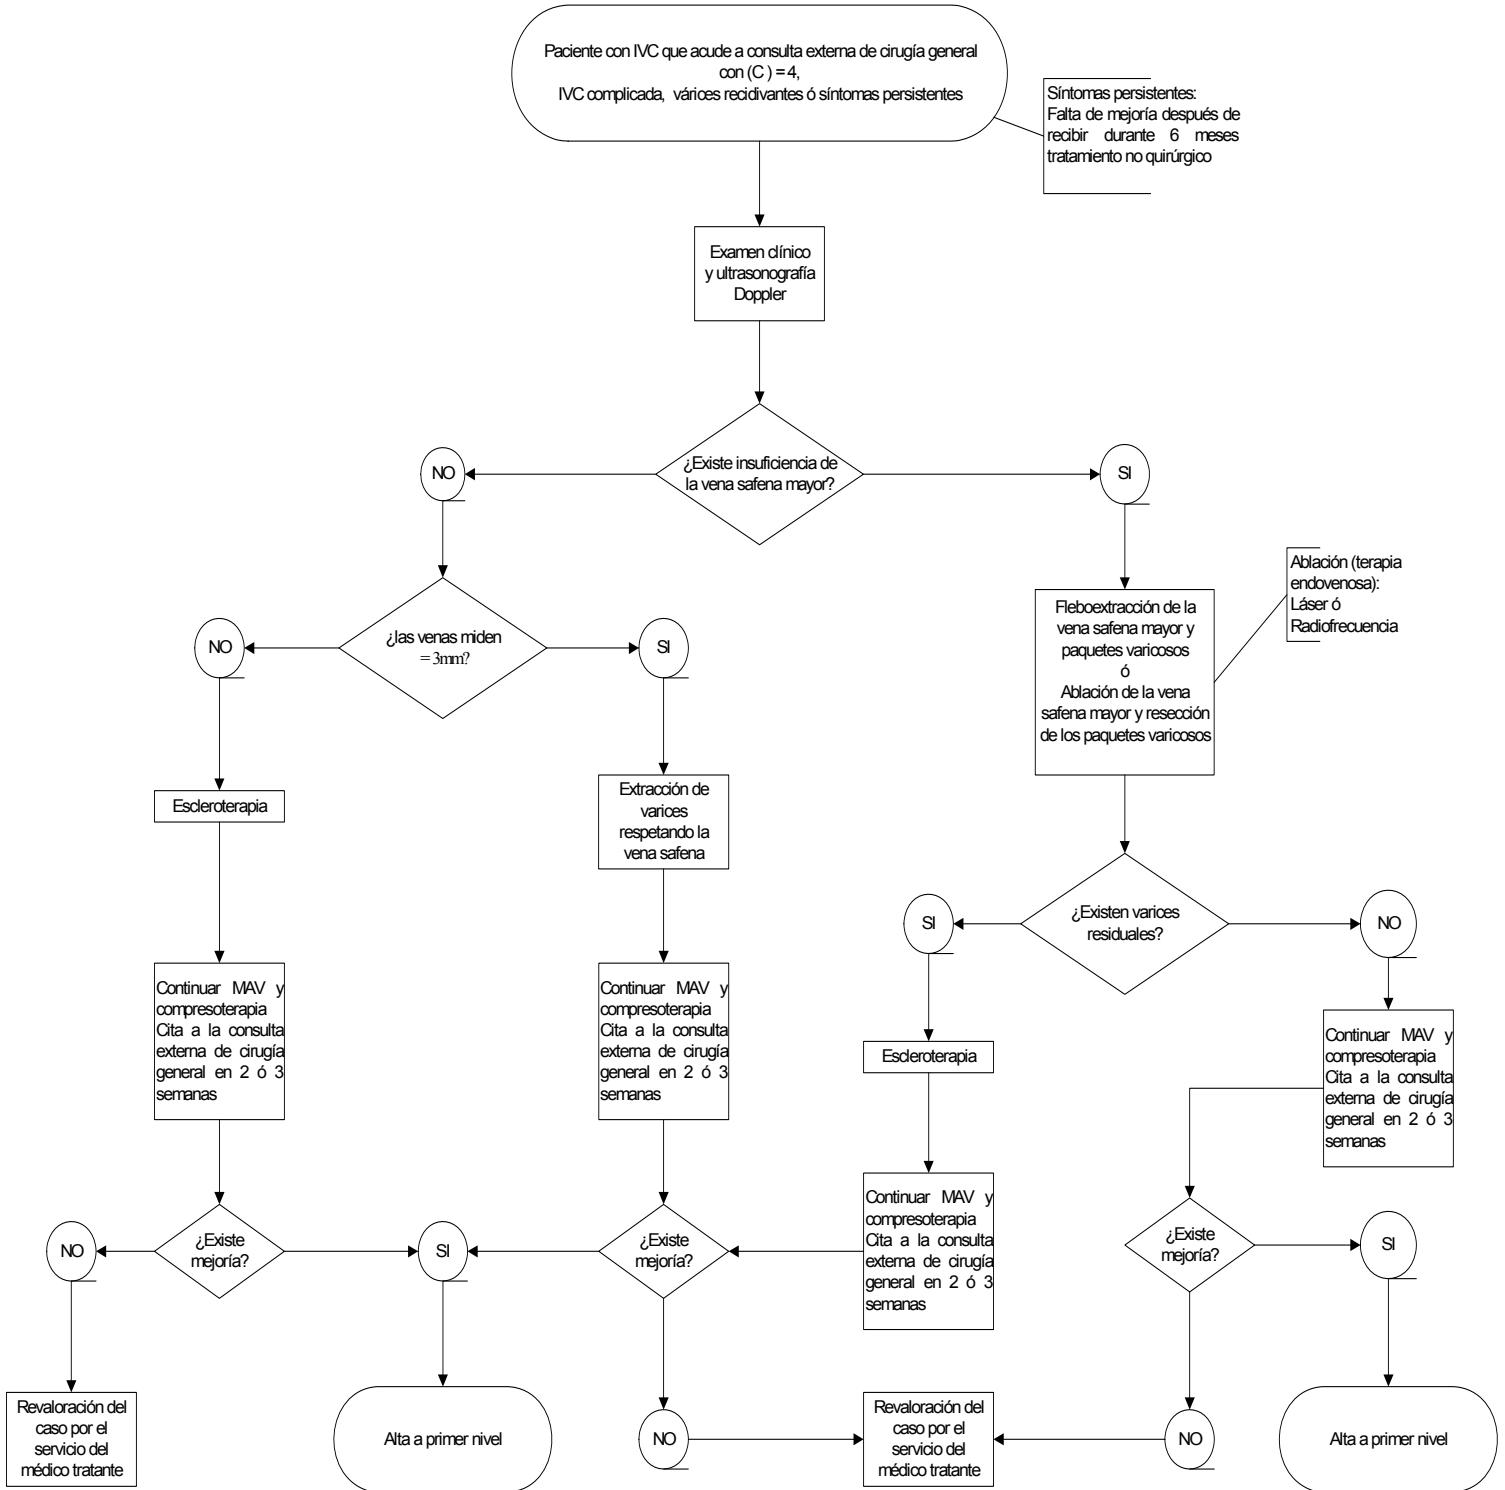 Paciente con IVC que acude a consulta externa de cirugía general
con (C ) = 4,
IVC complicada, várices recidivantes ó síntomas persistentes
Síntomas persistentes:
Falta de mejoría después de
recibir durante 6 meses
tratamiento no quirúrgico
Examen clínico
y ultrasonografía
Doppler
¿Existe insuficiencia de
la vena safena mayor?
NO
SI
¿las venas miden
= 3mm?
NO
SI
Fleboextracción de la
vena safena mayor y
paquetes varicosos
ó
Ablación de la vena
safena mayor y resección
de los paquetes varicosos
Ablación (terapia
endovenosa):
Láser ó
Radiofrecuencia
Escleroterapia
Extracción de
varices
respetando la
vena safena
¿Existen varices
residuales?
SI
NO
Continuar MAV y
compresoterapia
Cita a la consulta
externa de cirugía
general en 2 ó 3
semanas
Continuar MAV y
compresoterapia
Cita a la consulta
externa de cirugía
general en 2 ó 3
semanas
Escleroterapia
Continuar MAV y
compresoterapia
Cita a la consulta
externa de cirugía
general en 2 ó 3
semanas
Continuar MAV y
compresoterapia
Cita a la consulta
externa de cirugía
general en 2 ó 3
semanas
NO
¿Existe
mejoría?
SI
¿Existe
mejoría?
¿Existe
mejoría?
SI
Revaloración del
caso por el
servicio del
médico tratante
Alta a primer nivel
NO
Revaloración del
caso por el
servicio del
médico tratante
NO
Alta a primer nivel